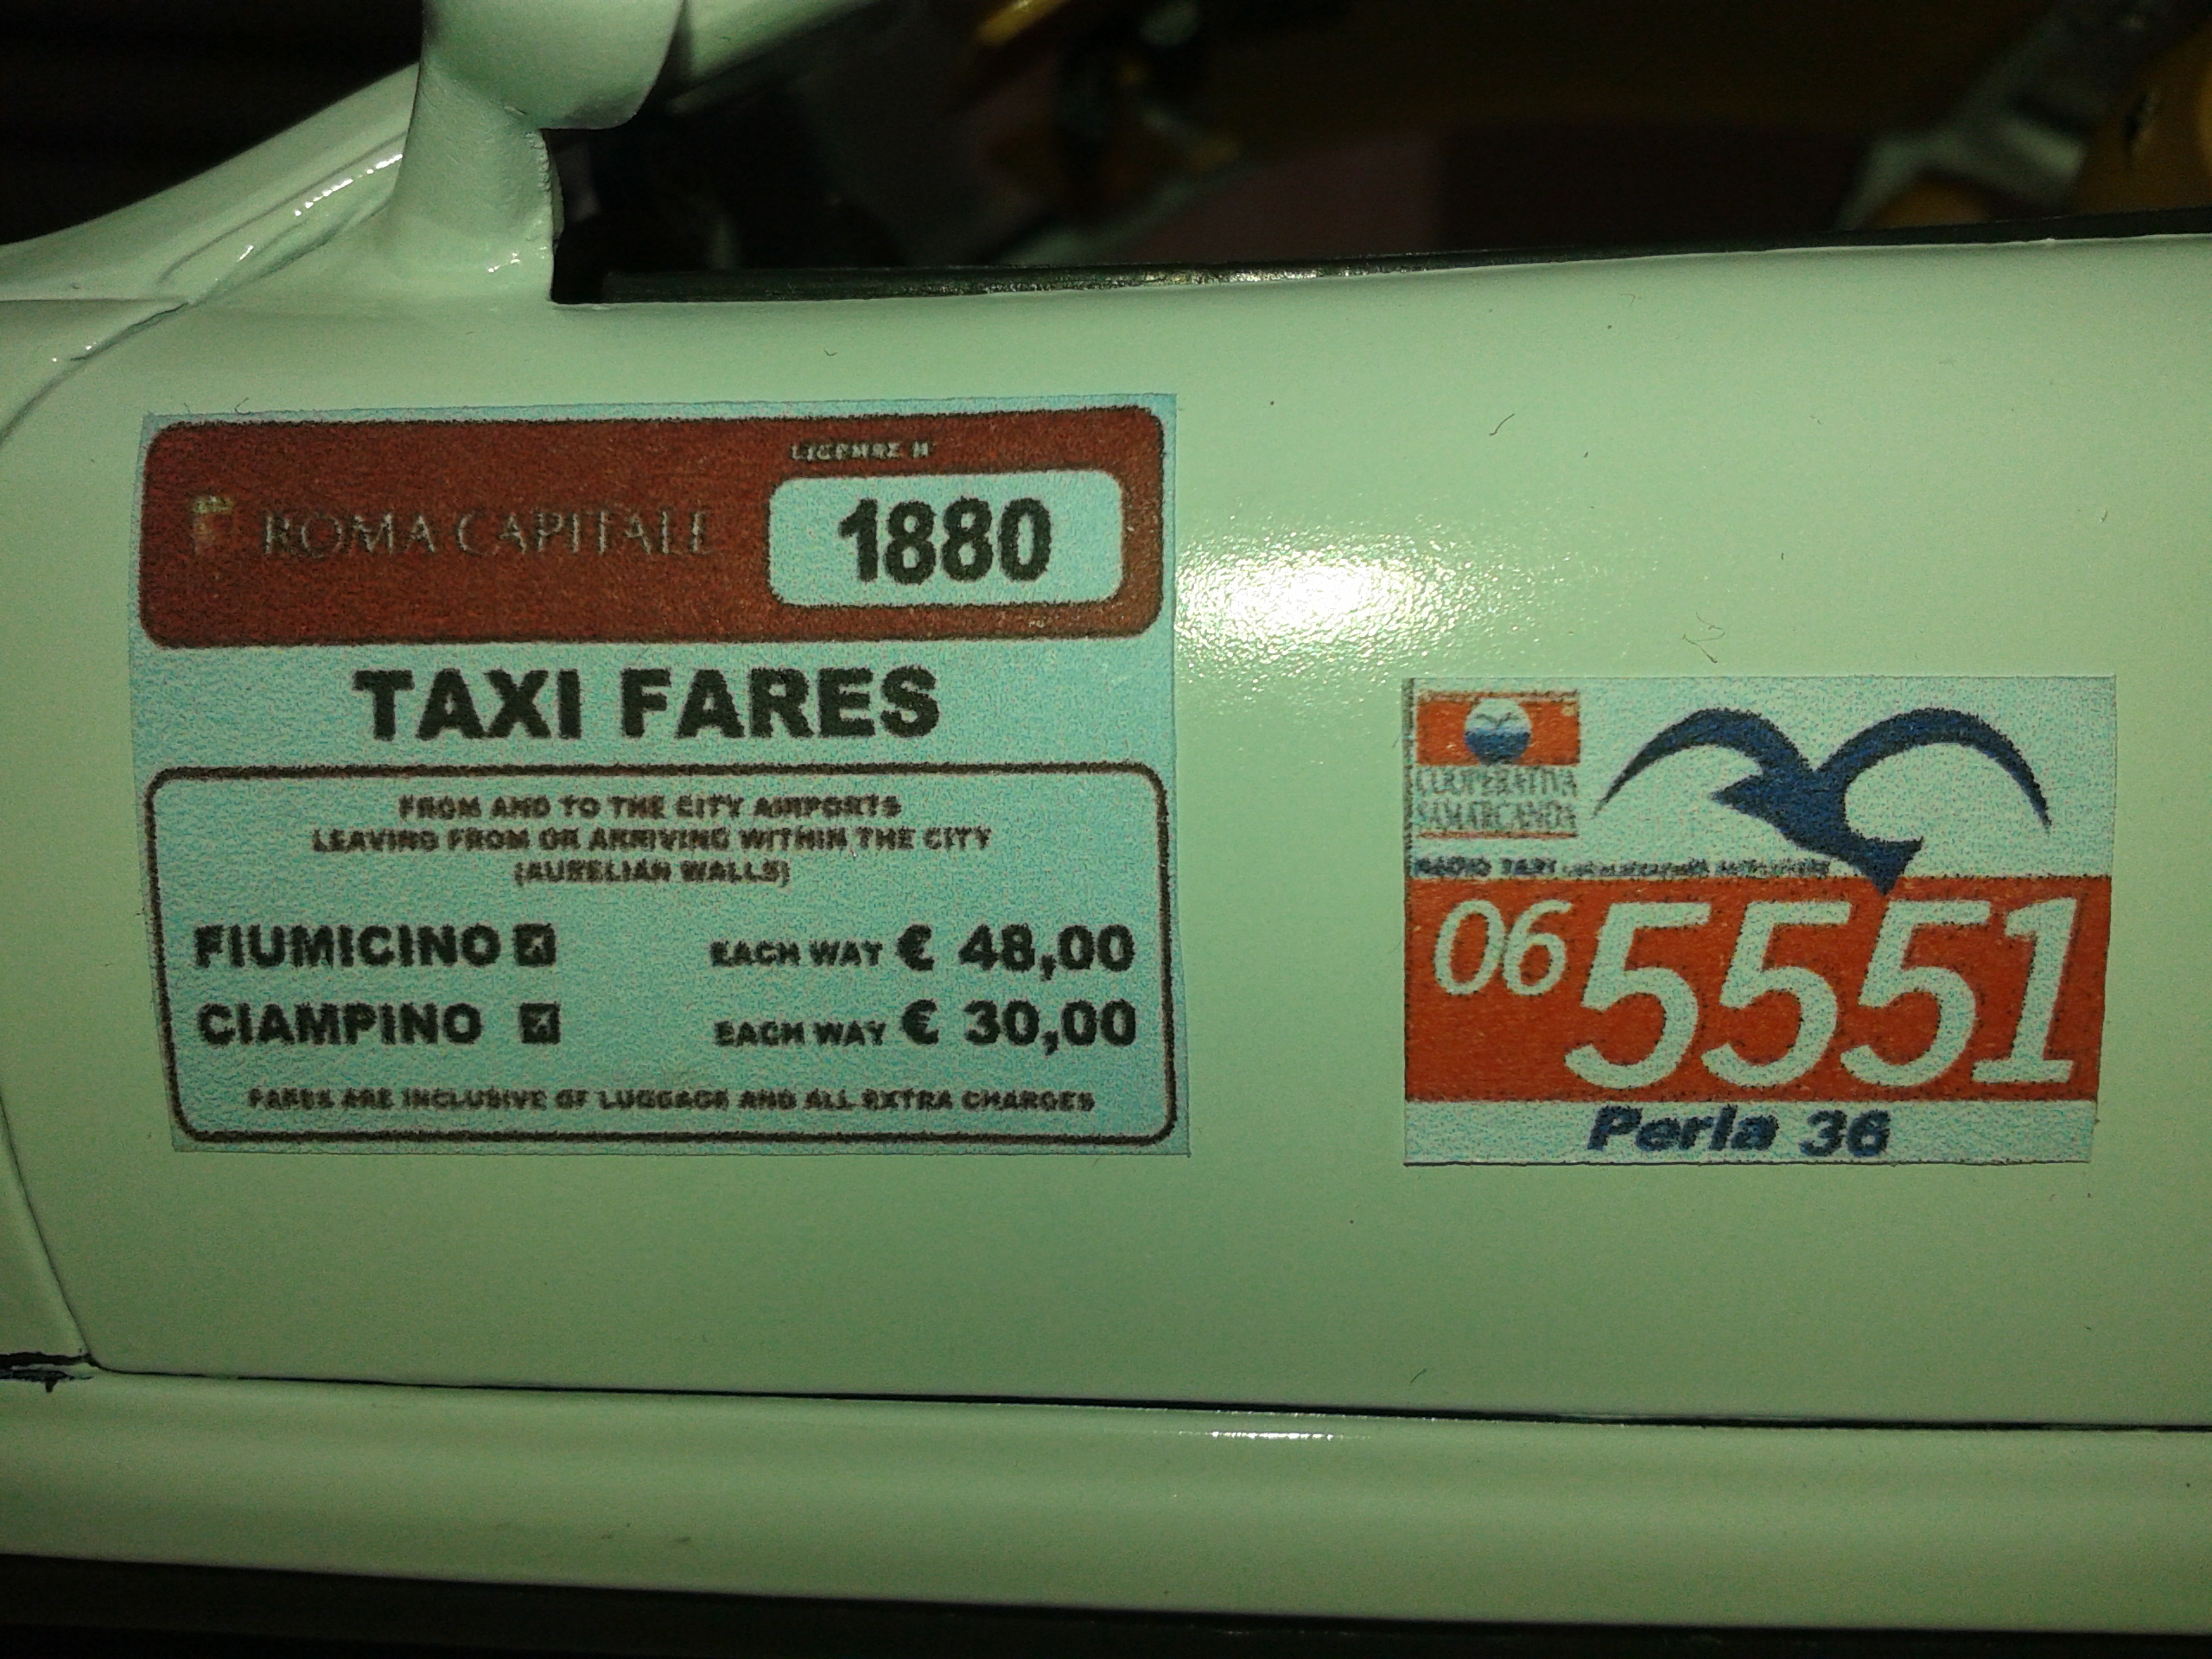 LICENZE N
ROMA CAPITALE
1880
TAXI FARES
FROM AND TO THE CITY AIRPORTS
LEAVING FROM OR ARRIVING WITHIN THE CITY
(AURELIAN WALLS)
FIUMICINO EACH WAY € 48,00
CIAMPINO EACH WAY € 30,00
FARES ARE INCLUSIVE OF LUGGAGE AND ALL EXTRA CHARGES
COOPERATIVA
SAMARCANDA
RADIO TAXI
06 5551
Perla 36